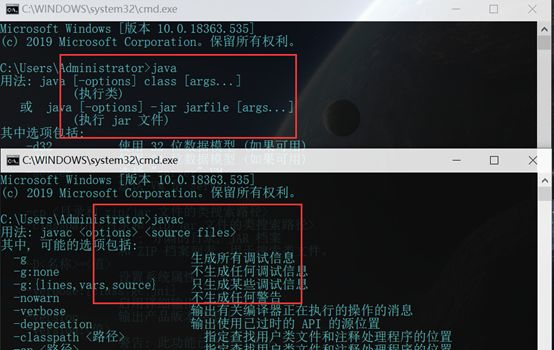 C:\WINDOWS\system32\cmd.exe
Microsoft Windows [版本 10.0.18363.535]
(c) 2019 Microsoft Corporation。保留所有权利。
C:\Users\Administrator>java
用法: java [-options] class [args...]
(执行类)
或 java [-options] -jar jarfile [args...]
(执行 jar 文件)
其中选项包括:
-d32 使用 32 位数据模型 (如果可用)
位数据模型 (如果可用)
C:\WINDOWS\system32\cmd.exe
Microsoft Windows [版本 10.0.18363.535]
(c) 2019 Microsoft Corporation。保留所有权利。
C:\Users\Administrator>javac
用法: javac <options> <source files>
其中, 可能的选项包括:
-g 生成所有调试信息
-g:none 不生成任何调试信息
-g:{lines,vars,source} 只生成某些调试信息
-nowarn 不生成任何警告
-verbose 输出有关编译器正在执行的操作的消息
-deprecation 输出使用已过时的 API 的源位置
-classpath <路径> 指定查找用户类文件和注释处理程序的位置
-cp <路径> 指定查找用户类文件和注释处理程序的位置